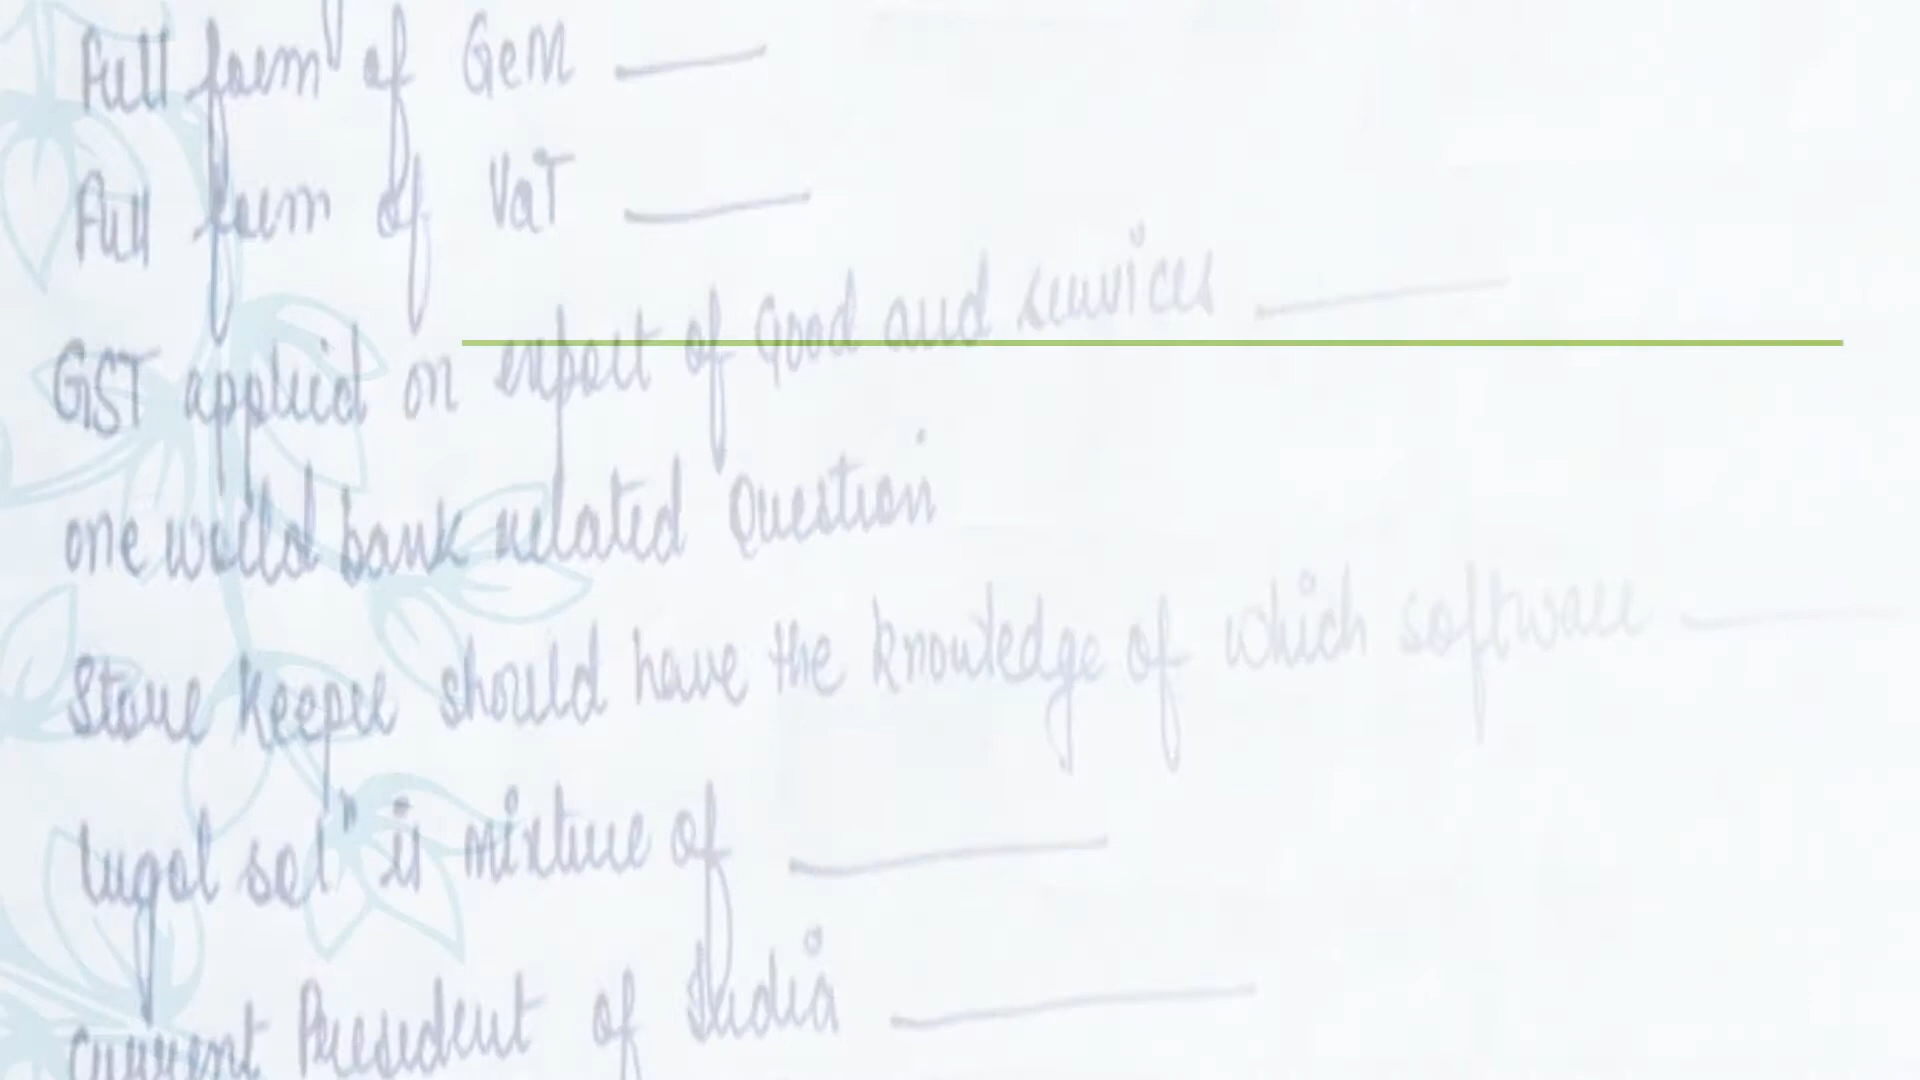 Full form of GeM ____
Full form of VaT ____
GST applied on export of Good and services ____
one world bank related Question
Store keeper should have the knowledge of which software ____
lugol sol" is mixture of ____
current President of India ____